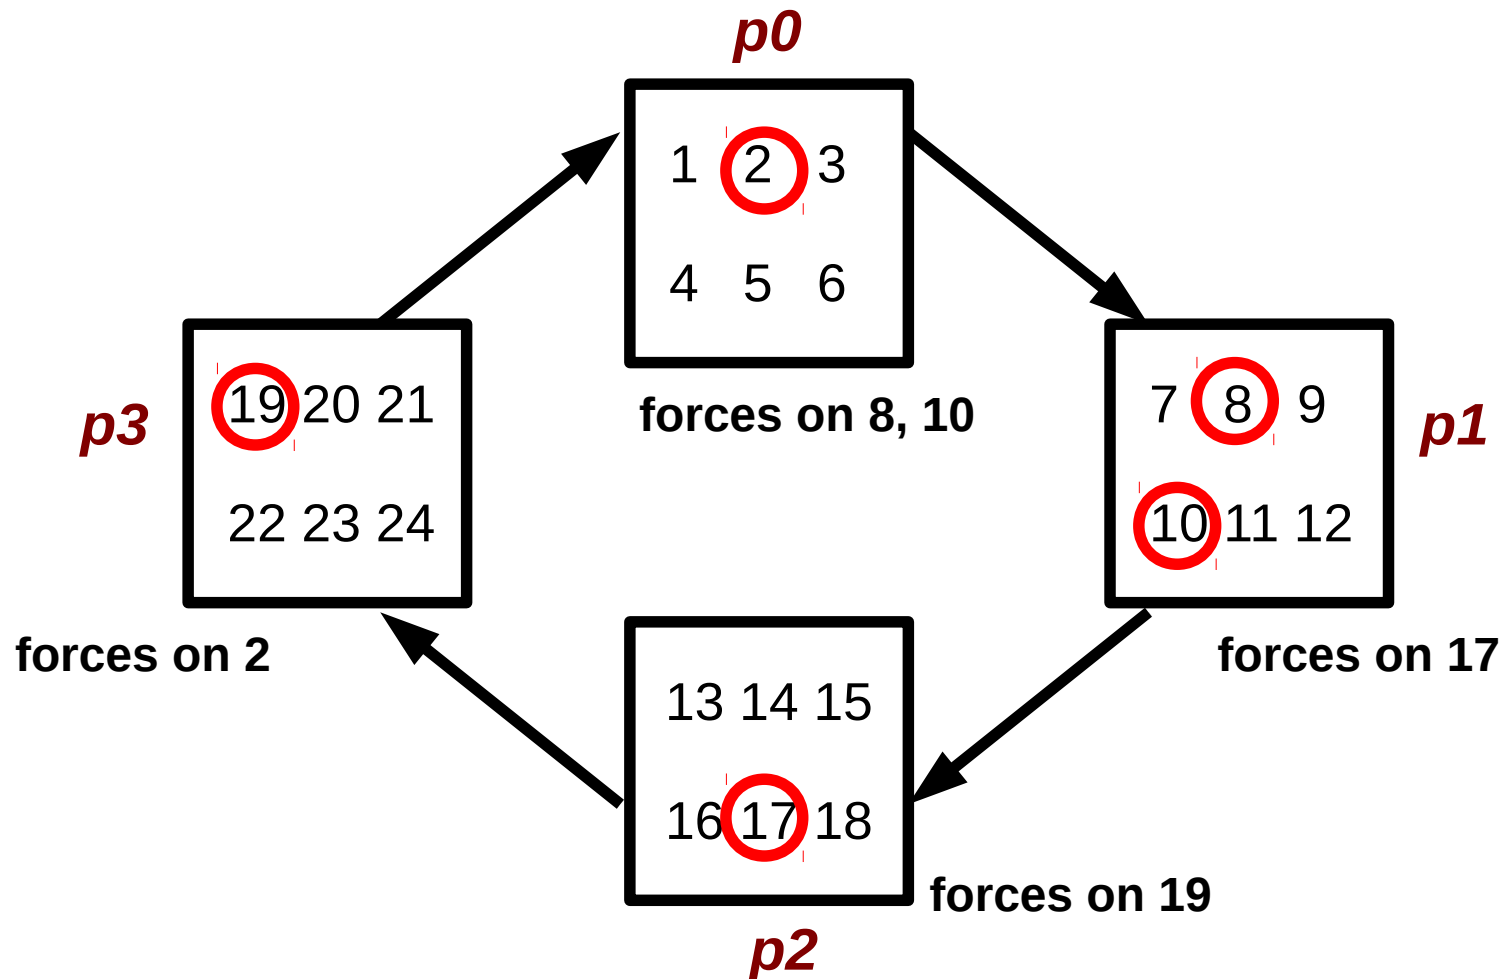 p0
1 2 3
4 5 6
forces on 8, 10
p3
19 20 21
22 23 24
forces on 2
7 8 9
10 11 12
p1
forces on 17
13 14 15
16 17 18
forces on 19
p2